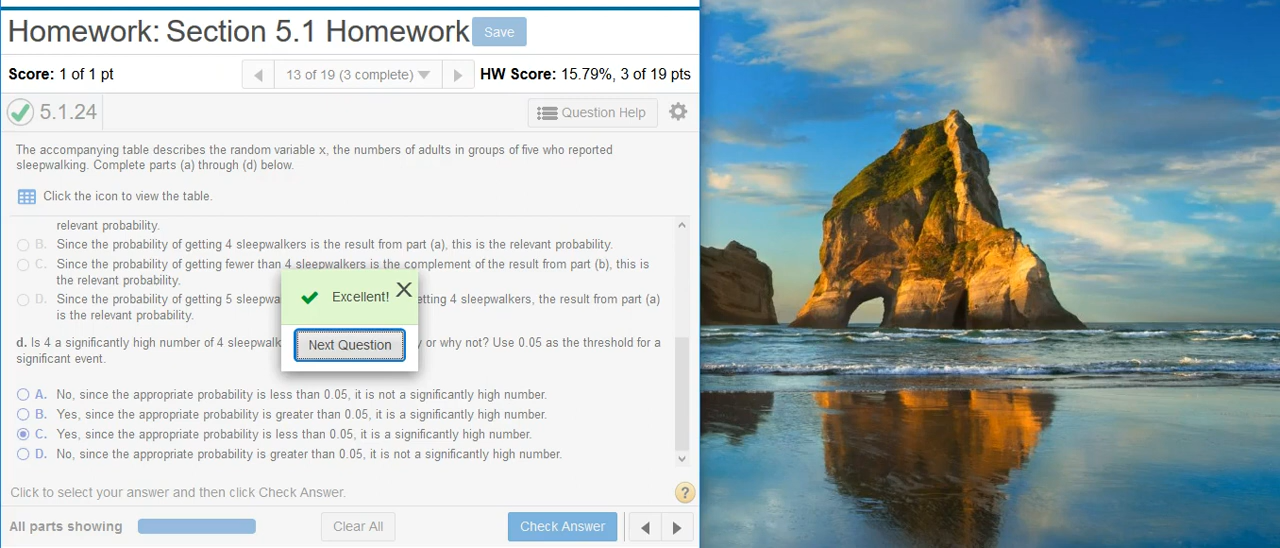 Homework: Section 5.1 Homework Save
Score: 1 of 1 pt
13 of 19 (3 complete)
HW Score: 15.79%, 3 of 19 pts
5.1.24
Question Help
The accompanying table describes the random variable x, the numbers of adults in groups of five who reported
sleepwalking. Complete parts (a) through (d) below.
Click the icon to view the table.
relevant probability.
B. Since the probability of getting 4 sleepwalkers is the result from part (a), this is the relevant probability.
C. Since the probability of getting fewer than 4 sleepwalkers is the complement of the result from part (b), this is
the relevant probability.
D. Since the probability of getting 5 sleepwa etting 4 sleepwalkers, the result from part (a)
is the relevant probability.
Excellent!
Next Question
d. Is 4 a significantly high number of 4 sleepwalk y or why not? Use 0.05 as the threshold for a
significant event.
A. No, since the appropriate probability is less than 0.05, it is not a significantly high number.
B. Yes, since the appropriate probability is greater than 0.05, it is a significantly high number.
C. Yes, since the appropriate probability is less than 0.05, it is a significantly high number.
D. No, since the appropriate probability is greater than 0.05, it is not a significantly high number.
Click to select your answer and then click Check Answer.
?
All parts showing
Clear All
Check Answer